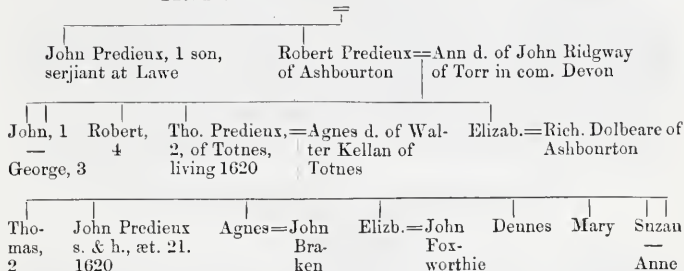 John Predieux, 1 son,
serjiant at Lawe
Robert Predieux=Ann d. of John Ridgway
of Ashbourton
of Torr in com. Devon
John, 1
—
George, 3
Robert,
4
Tho. Predieux,=Agnes d. of Wal-
2, of Totnes,
ter Kellan of
living 1620
Totnes
Elizab.=Rich. Dolbeare of
Ashbourton
Tho-
mas,
2
John Predieux
s. & h., æt. 21.
1620
Agnes=John
Bra-
ken
Elizb.=John
Fox-
worthie
Dennes
Mary
Suzan
—
Anne